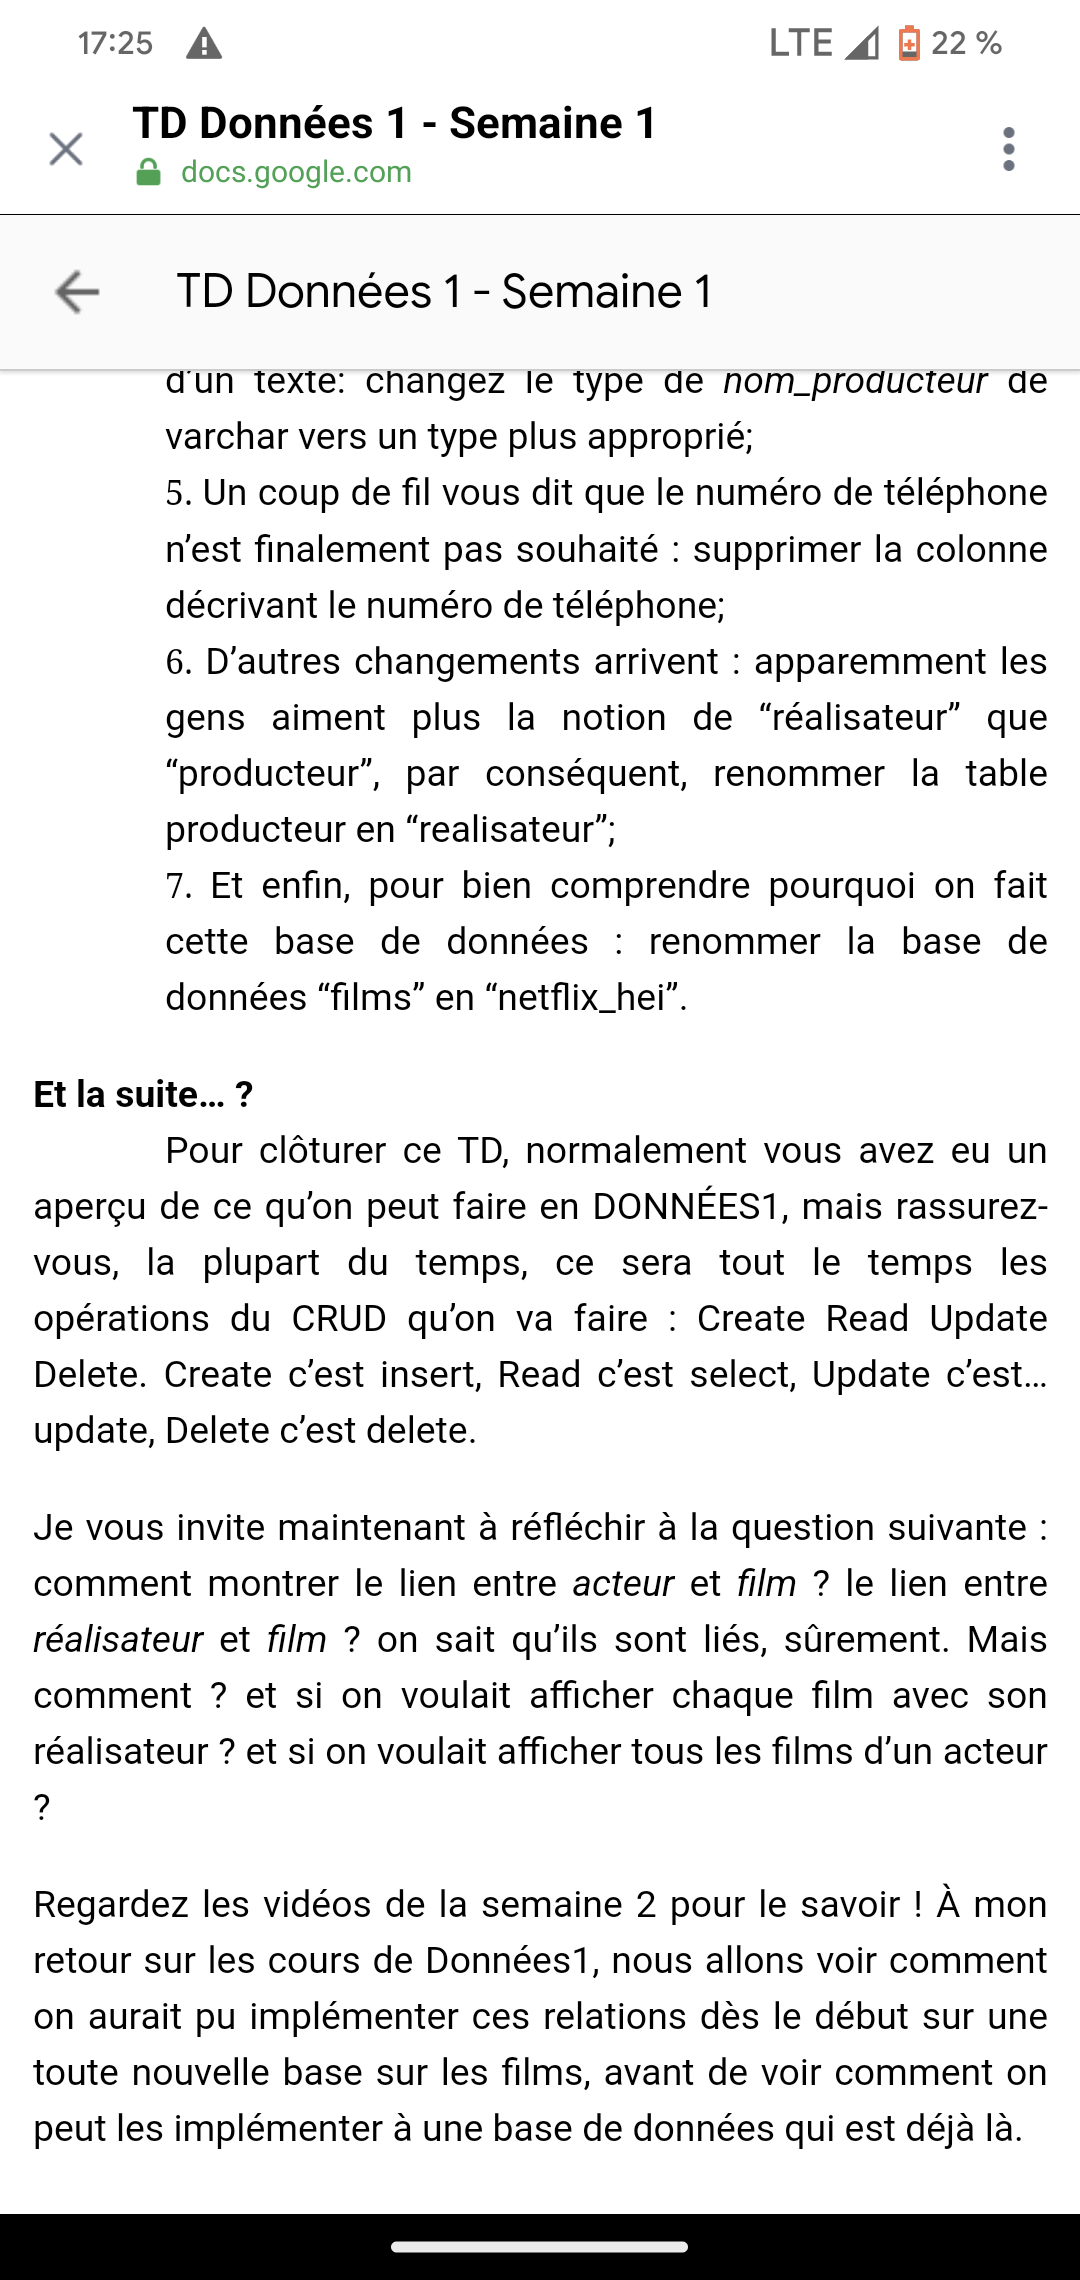 17:25
LTE 22 %
TD Données 1 - Semaine 1
docs.google.com
TD Données 1 - Semaine 1
d’un texte: changez le type de nom_producteur de
varchar vers un type plus approprié;
5. Un coup de fil vous dit que le numéro de téléphone
n’est finalement pas souhaité : supprimer la colonne
décrivant le numéro de téléphone;
6. D’autres changements arrivent : apparemment les
gens aiment plus la notion de “réalisateur” que
“producteur”, par conséquent, renommer la table
producteur en “realisateur”;
7. Et enfin, pour bien comprendre pourquoi on fait
cette base de données : renommer la base de
données “films” en “netflix_hei”.
Et la suite... ?
Pour clôturer ce TD, normalement vous avez eu un
aperçu de ce qu’on peut faire en DONNÉES1, mais rassurez-
vous, la plupart du temps, ce sera tout le temps les
opérations du CRUD qu’on va faire : Create Read Update
Delete. Create c’est insert, Read c’est select, Update c’est...
update, Delete c’est delete.
Je vous invite maintenant à réfléchir à la question suivante :
comment montrer le lien entre acteur et film ? le lien entre
réalisateur et film ? on sait qu’ils sont liés, sûrement. Mais
comment ? et si on voulait afficher chaque film avec son
réalisateur ? et si on voulait afficher tous les films d’un acteur
?
Regardez les vidéos de la semaine 2 pour le savoir ! À mon
retour sur les cours de Données1, nous allons voir comment
on aurait pu implémenter ces relations dès le début sur une
toute nouvelle base sur les films, avant de voir comment on
peut les implémenter à une base de données qui est déjà là.